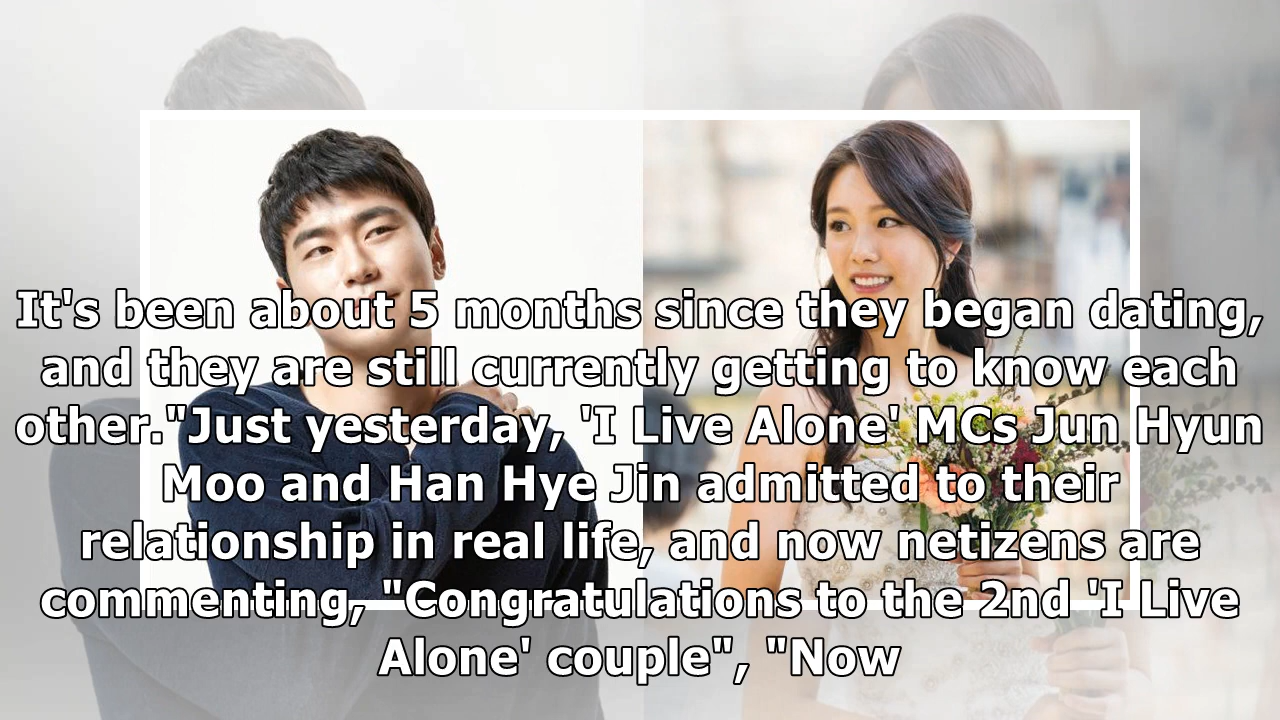 It's been about 5 months since they began dating,
and they are still currently getting to know each
other."Just yesterday, 'I Live Alone' MCs Jun Hyun
Moo and Han Hye Jin admitted to their
relationship in real life, and now netizens are
commenting, "Congratulations to the 2nd 'I Live
Alone' couple", "Now